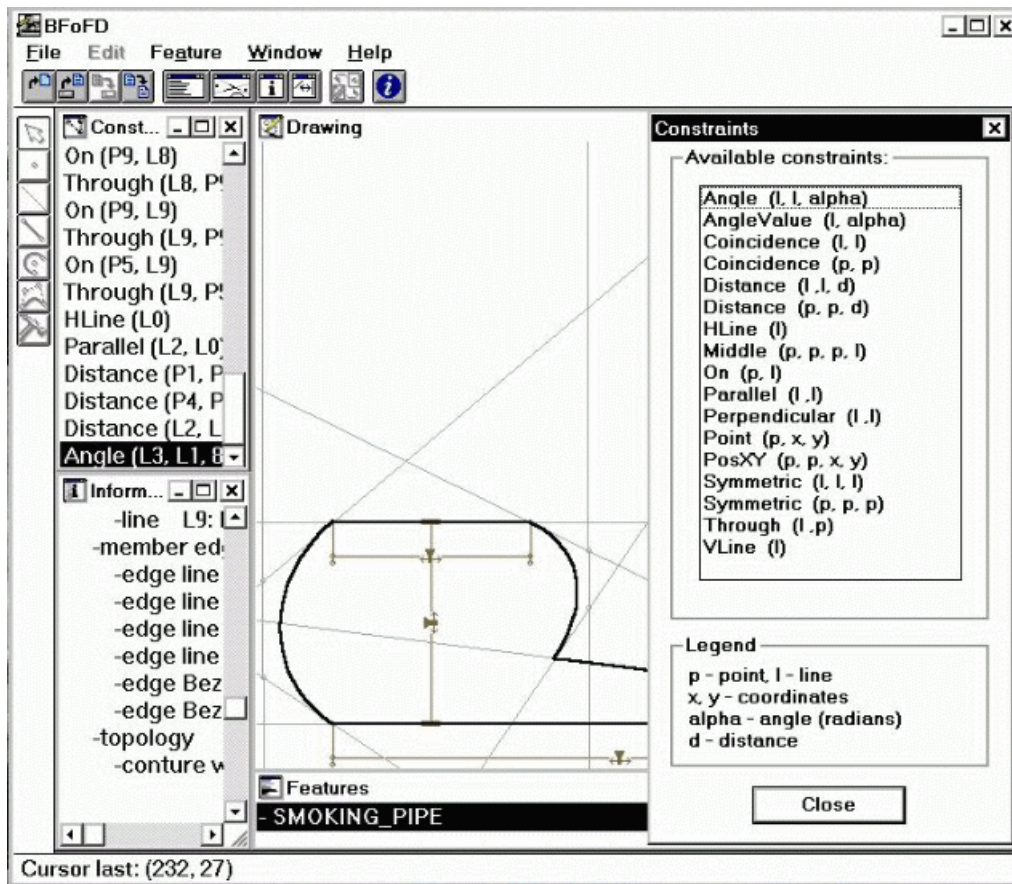 BFoFD
File Edit Feature Window Help
Const...
On (P9, L8)
Through (L8, P9
On (P9, L9)
Through (L9, P9
On (P5, L9)
Through (L9, P5
HLine (L0)
Parallel (L2, L0)
Distance (P1, P
Distance (P4, P
Distance (L2, L
Angle (L3, L1, 8
Inform...
-line L9: L
-member ed
-edge line
-edge line
-edge line
-edge line
-edge Bez
-edge Bez
-topology
-conture w
Drawing
Features
- SMOKING_PIPE
Constraints
Available constraints:
Angle (l, l, alpha)
AngleValue (l, alpha)
Coincidence (l, l)
Coincidence (p, p)
Distance (l ,l, d)
Distance (p, p, d)
HLine (l)
Middle (p, p, p, l)
On (p, l)
Parallel (l ,l)
Perpendicular (l ,l)
Point (p, x, y)
PosXY (p, p, x, y)
Symmetric (l, l, l)
Symmetric (p, p, p)
Through (l ,p)
VLine (l)
Legend
p - point, l - line
x, y - coordinates
alpha - angle (radians)
d - distance
Close
Cursor last: (232, 27)